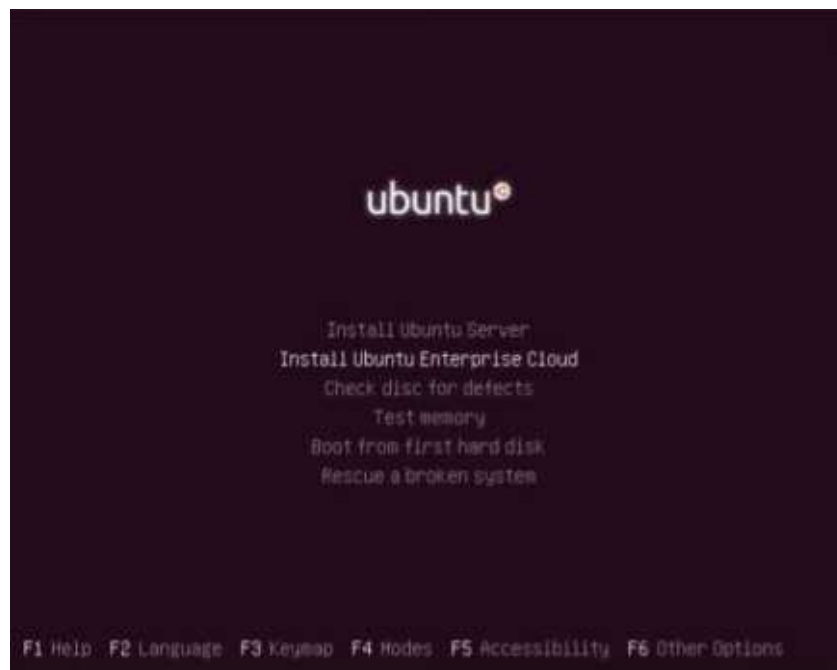 ubuntu
Install Ubuntu Server
Install Ubuntu Enterprise Cloud
Check disc for defects
Test memory
Boot from first hard disk
Rescue a broken system
F1 Help F2 Language F3 Keymap F4 Modes F5 Accessibility F6 Other Options